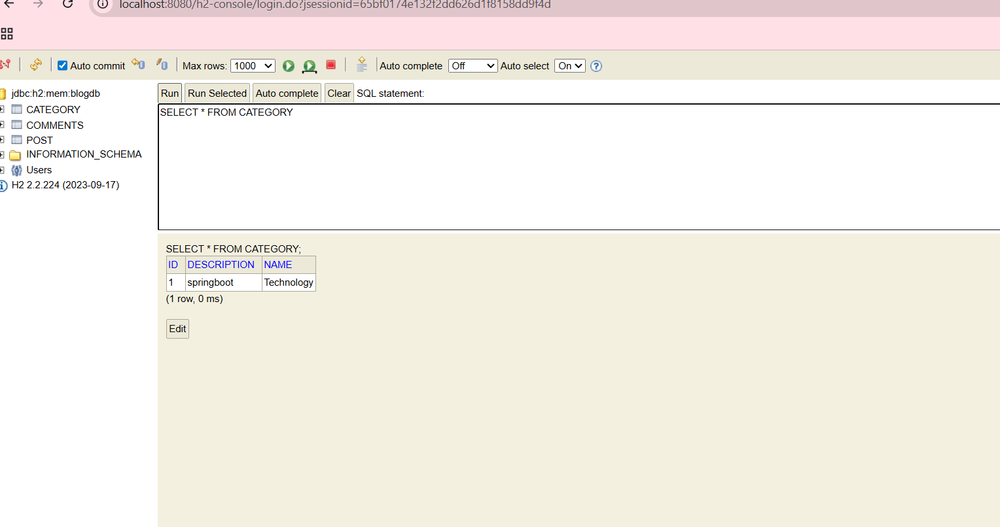 localhost:8080/h2-console/login.do?jsessionid=65bf0174e132f2dd626d1f8158dd9f4d
Auto commit Max rows: 1000 Auto complete Off Auto select On
jdbc:h2:mem:blogdb
CATEGORY
COMMENTS
POST
INFORMATION_SCHEMA
Users
H2 2.2.224 (2023-09-17)
Run Run Selected Auto complete Clear SQL statement:
SELECT * FROM CATEGORY
SELECT * FROM CATEGORY;
ID DESCRIPTION NAME
1 springboot Technology
(1 row, 0 ms)
Edit